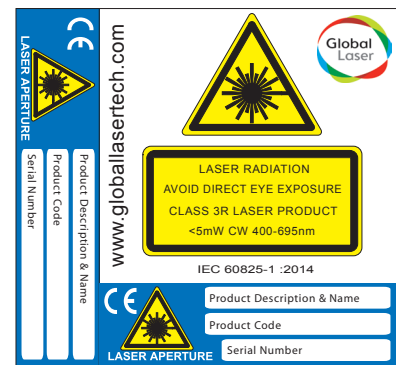 CE
LASER APERTURE
Product Description & Name
Product Code
Serial Number
www.globallasertech.com
Global
Laser
LASER RADIATION
AVOID DIRECT EYE EXPOSURE
CLASS 3R LASER PRODUCT
<5mW CW 400-695nm
IEC 60825-1 :2014
CE
LASER APERTURE
Product Description & Name
Product Code
Serial Number